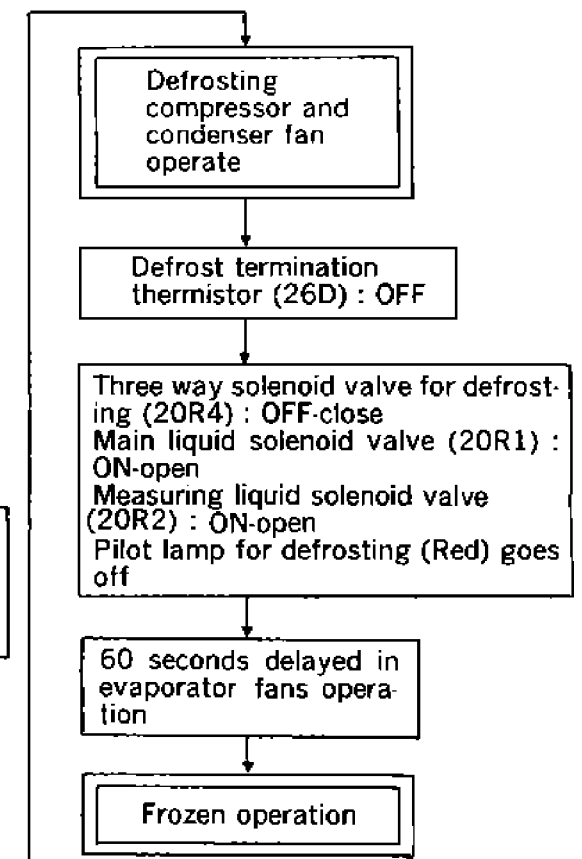 Defrosting
compressor and
condenser fan
operate
Defrost termination
thermistor (26D) : OFF
Three way solenoid valve for defrost-
ing (20R4) : OFF-close
Main liquid solenoid valve (20R1) :
ON-open
Measuring liquid solenoid valve
(20R2) : ON-open
Pilot lamp for defrosting (Red) goes
off
60 seconds delayed in
evaporator fans opera-
tion
Frozen operation